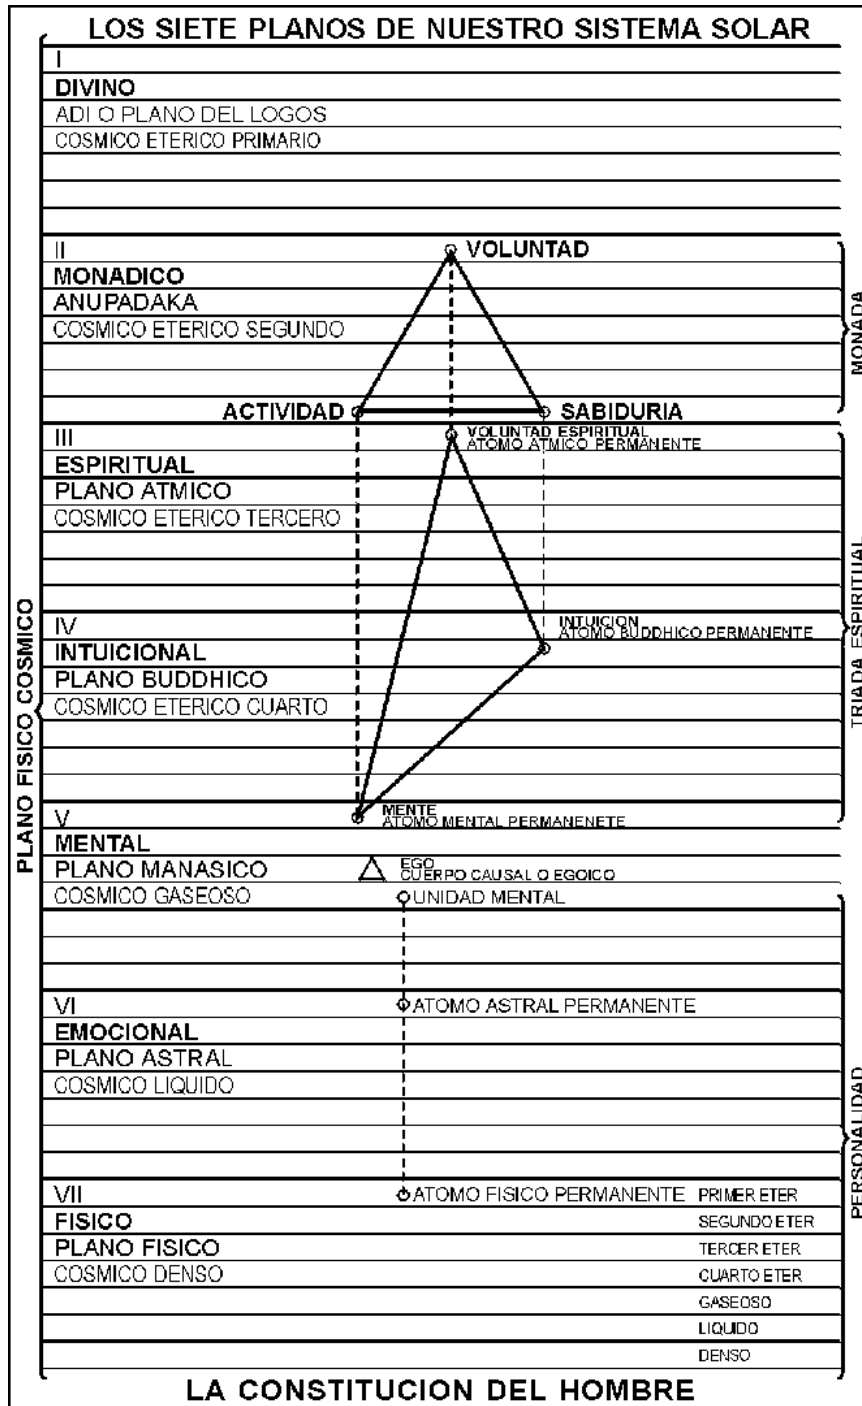 LOS SIETE PLANOS DE NUESTRO SISTEMA SOLAR
I
DIVINO
ADI O PLANO DEL LOGOS
COSMICO ETERICO PRIMARIO
II
VOLUNTAD
MONADICO
ANUPADAKA
COSMICO ETERICO SEGUNDO
ACTIVIDAD
SABIDURIA
MONADA
III
VOLUNTAD ESPIRITUAL
ATOMO ATMICO PERMANENTE
ESPIRITUAL
PLANO ATMICO
COSMICO ETERICO TERCERO
IV
INTUICION
ATOMO BUDDHICO PERMANENTE
INTUICIONAL
PLANO BUDDHICO
COSMICO ETERICO CUARTO
TRIADA ESPIRITUAL
PLANO FISICO COSMICO
V
MENTE
ATOMO MENTAL PERMANENETE
MENTAL
PLANO MANASICO
EGO
CUERPO CAUSAL O EGOICO
COSMICO GASEOSO
UNIDAD MENTAL
VI
ATOMO ASTRAL PERMANENTE
EMOCIONAL
PLANO ASTRAL
COSMICO LIQUIDO
PERSONALIDAD
VII
ATOMO FISICO PERMANENTE
PRIMER ETER
FISICO
SEGUNDO ETER
PLANO FISICO
TERCER ETER
COSMICO DENSO
CUARTO ETER
GASEOSO
LIQUIDO
DENSO
LA CONSTITUCION DEL HOMBRE